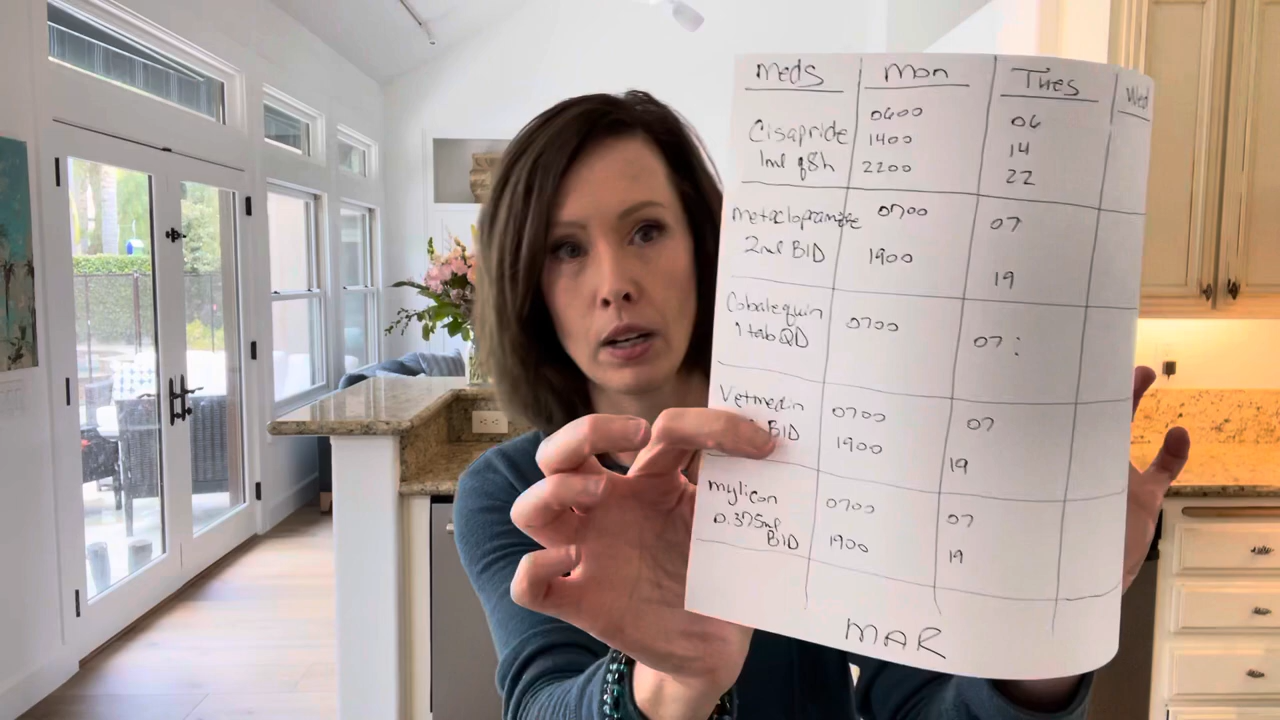 Meds Mon Tues Wed
Cisapride 0600 06
1ml q8h 1400 14
2200 22
Metaclopramide 0700 07
2ml BID 1900 19
Cobalequin 0700 07:
1 tab QD
Vetmedin 0700 07
BID 1900 19
Mylicon 0700 07
0.375ml 1900 19
BID
MAR